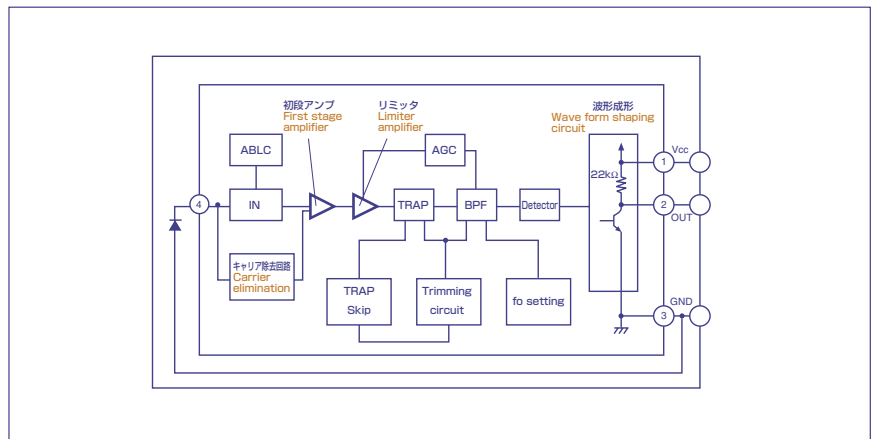 初段アンプ
First stage
amplifier
リミッタ
Limiter
amplifier
波形成形
Wave form shaping
circuit
ABLC
AGC
22kΩ
1
Vcc
4
IN
TRAP
BPF
Detector
2
OUT
キャリア除去回路
Carrier
elimination
TRAP
Skip
Trimming
circuit
fo setting
GND
3